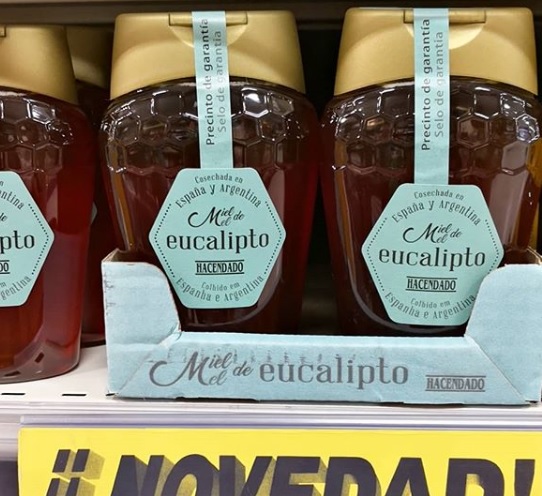 Precinto de garantía
Selo de garantia
Precinto de garantía
Selo de garantia
lipto
Cosechada en
España y Argentina
Miel de
Mel
eucalipto
HACENDADO
Colhido em
Espanha e Argentina
Cosechada en
España y Argentina
Miel de
Mel
eucalipto
HACENDADO
Colhido em
Espanha e Argentina
Miel de eucalipto HACENDADO
Mel
¡¡NOVEDAD!